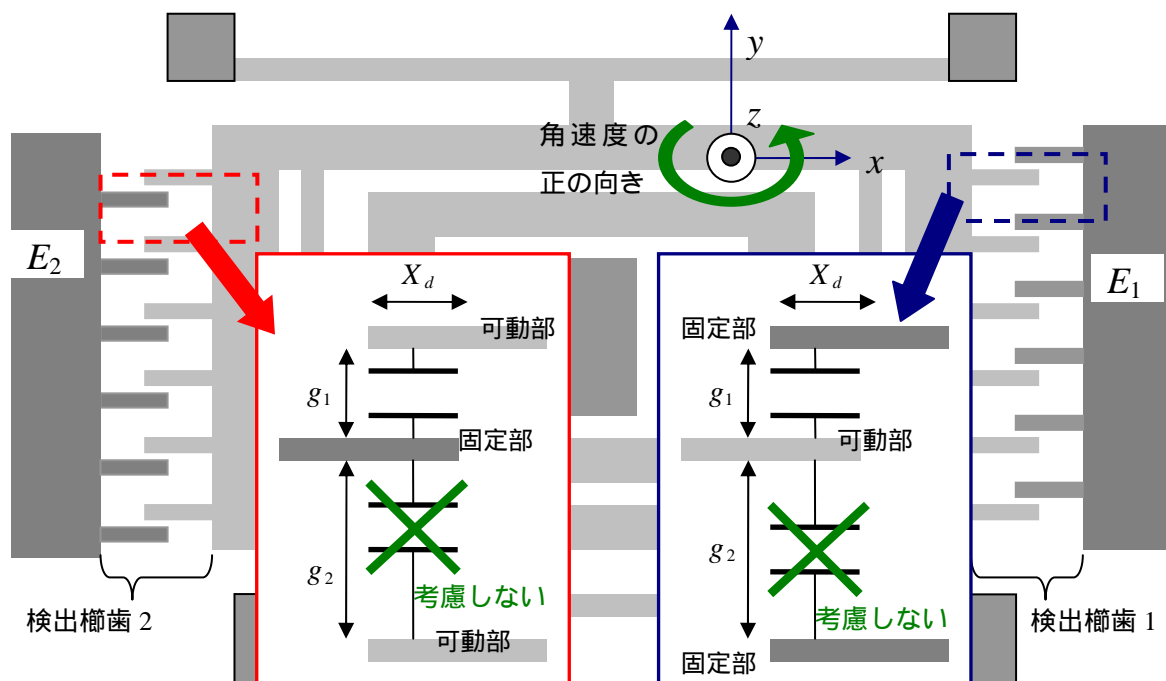 y
z
角速度の
x
正の向き
E2
E1
Xd
可動部
g1
固定部
g2
考慮しない
可動部
Xd
固定部
g1
可動部
g2
考慮しない
固定部
検出櫛歯 2
検出櫛歯 1